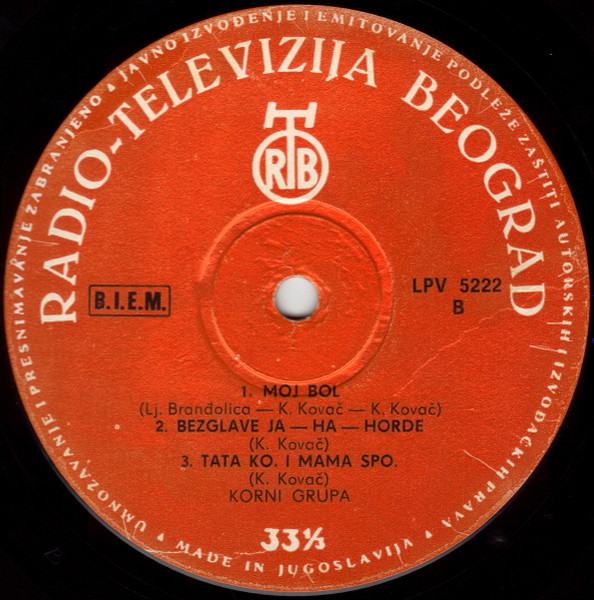 UMNOŽAVANJE I PRESNIMAVANJE ZABRANJENO ▲ JAVNO IZVOĐENJE I EMITOVANJE PODLEŽE ZAŠTITI AUTORSKIH I IZVOĐAČKIH PRAVA ▲
RADIO-TELEVIZIJA BEOGRAD
RTB
B.I.E.M.
LPV 5222
B
1. MOJ BOL
(Lj. Branđolica — K. Kovač — K. Kovač)
2. BEZGLAVE JA — HA — HORDE
(K. Kovač)
3. TATA KO. I MAMA SPO.
(K. Kovač)
KORNI GRUPA
33⅓
▲ MADE IN JUGOSLAVIJA ▲